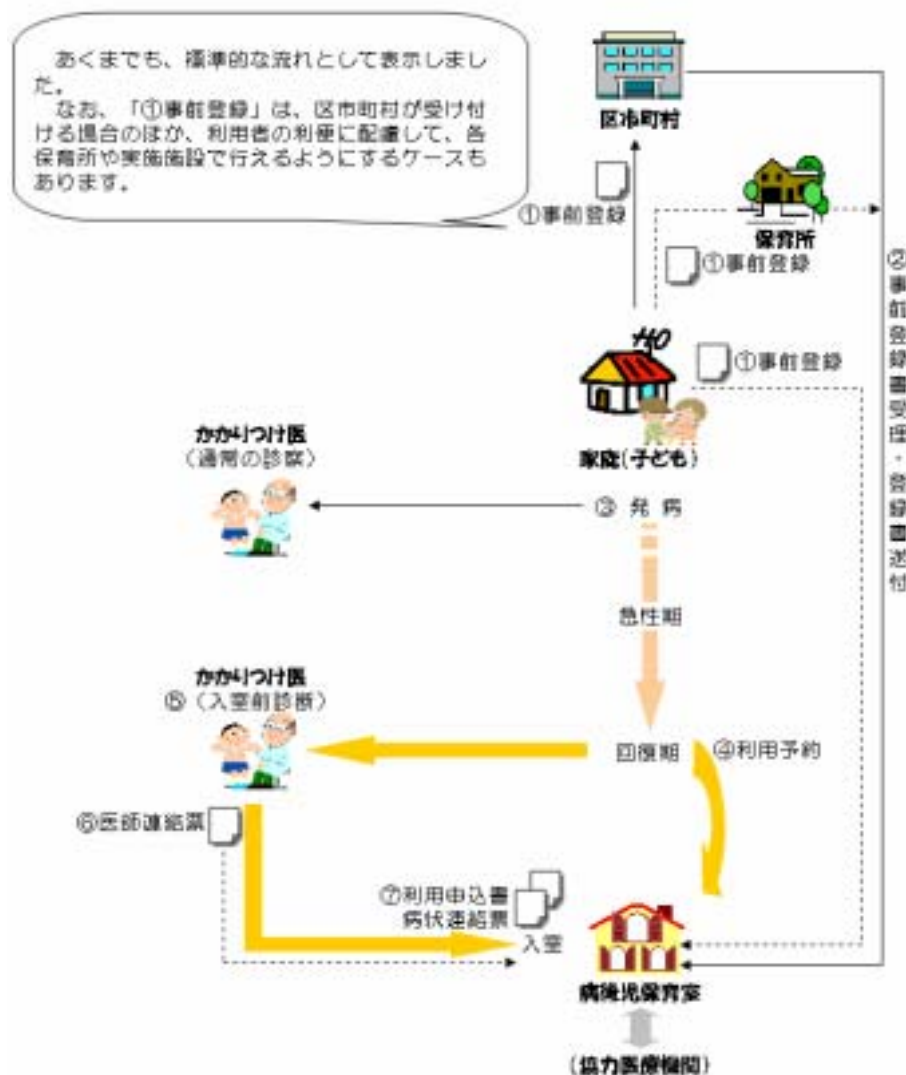 あくまでも、標準的な流れとして表示しまし
た。
なお、「①事前登録」は、区市町村が受け付
ける場合のほか、利用者の利便に配慮して、各
保育所や実施施設で行えるようにするケースも
あります。
区市町村
①事前登録
保育所
①事前登録
②事前登録書受理・登録書送付
①事前登録
家庭(子ども)
かかりつけ医
(通常の診察)
③ 発 病
急性期
かかりつけ医
⑤(入室前診断)
回復期
④利用予約
⑥医師連絡票
⑦利用申込書
病状連絡票
入室
病後児保育室
(協力医療機関)